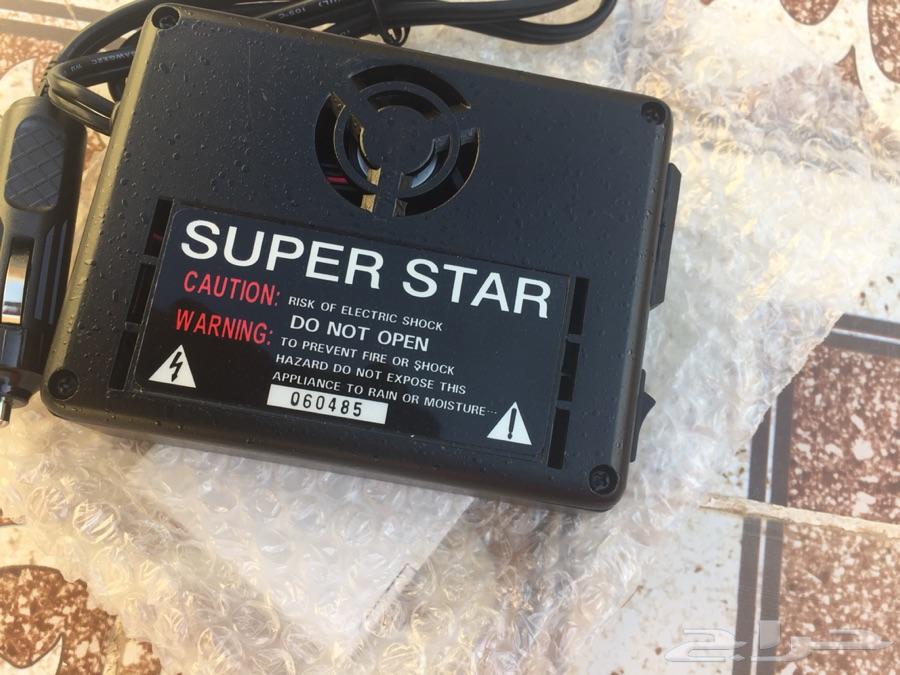 SUPER STAR
CAUTION: RISK OF ELECTRIC SHOCK
WARNING: DO NOT OPEN
TO PREVENT FIRE OR SHOCK
HAZARD DO NOT EXPOSE THIS
APPLIANCE TO RAIN OR MOISTURE...
Q60485
حراج